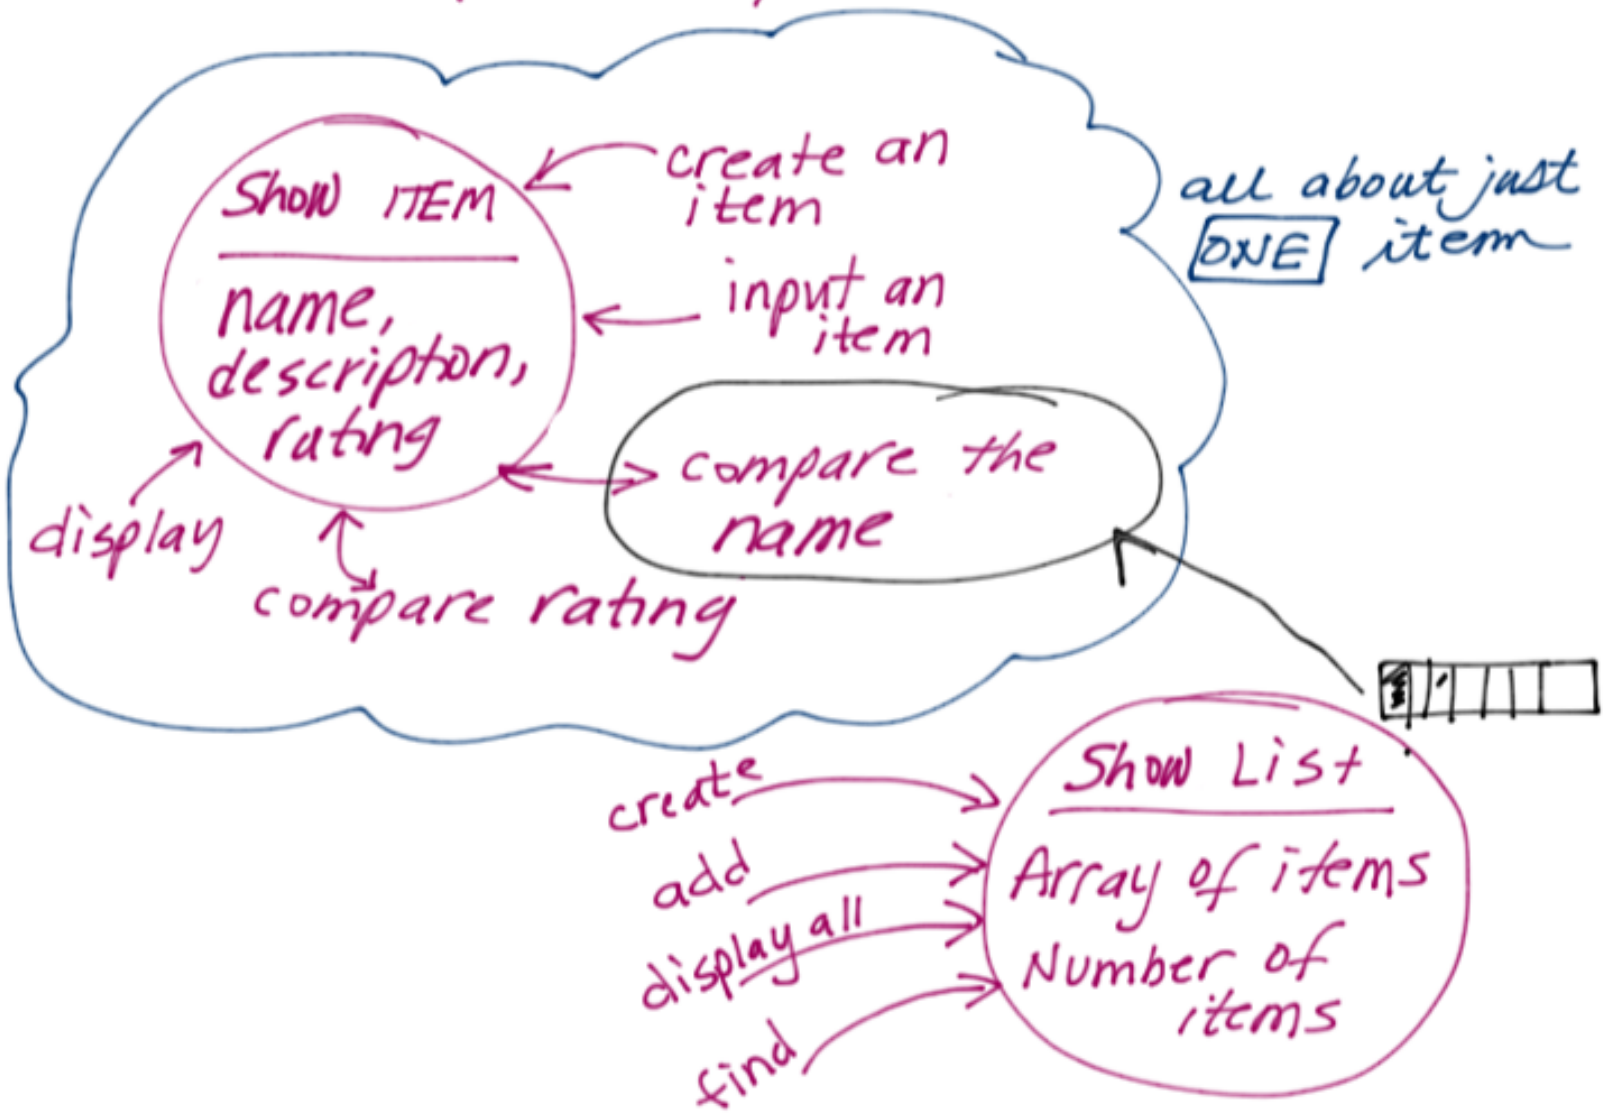 Show ITEM
name,
description,
rating
create an
item
input an
item
compare the
name
display
compare rating
all about just
ONE item
Show List
Array of items
Number of
items
create
add
display all
find